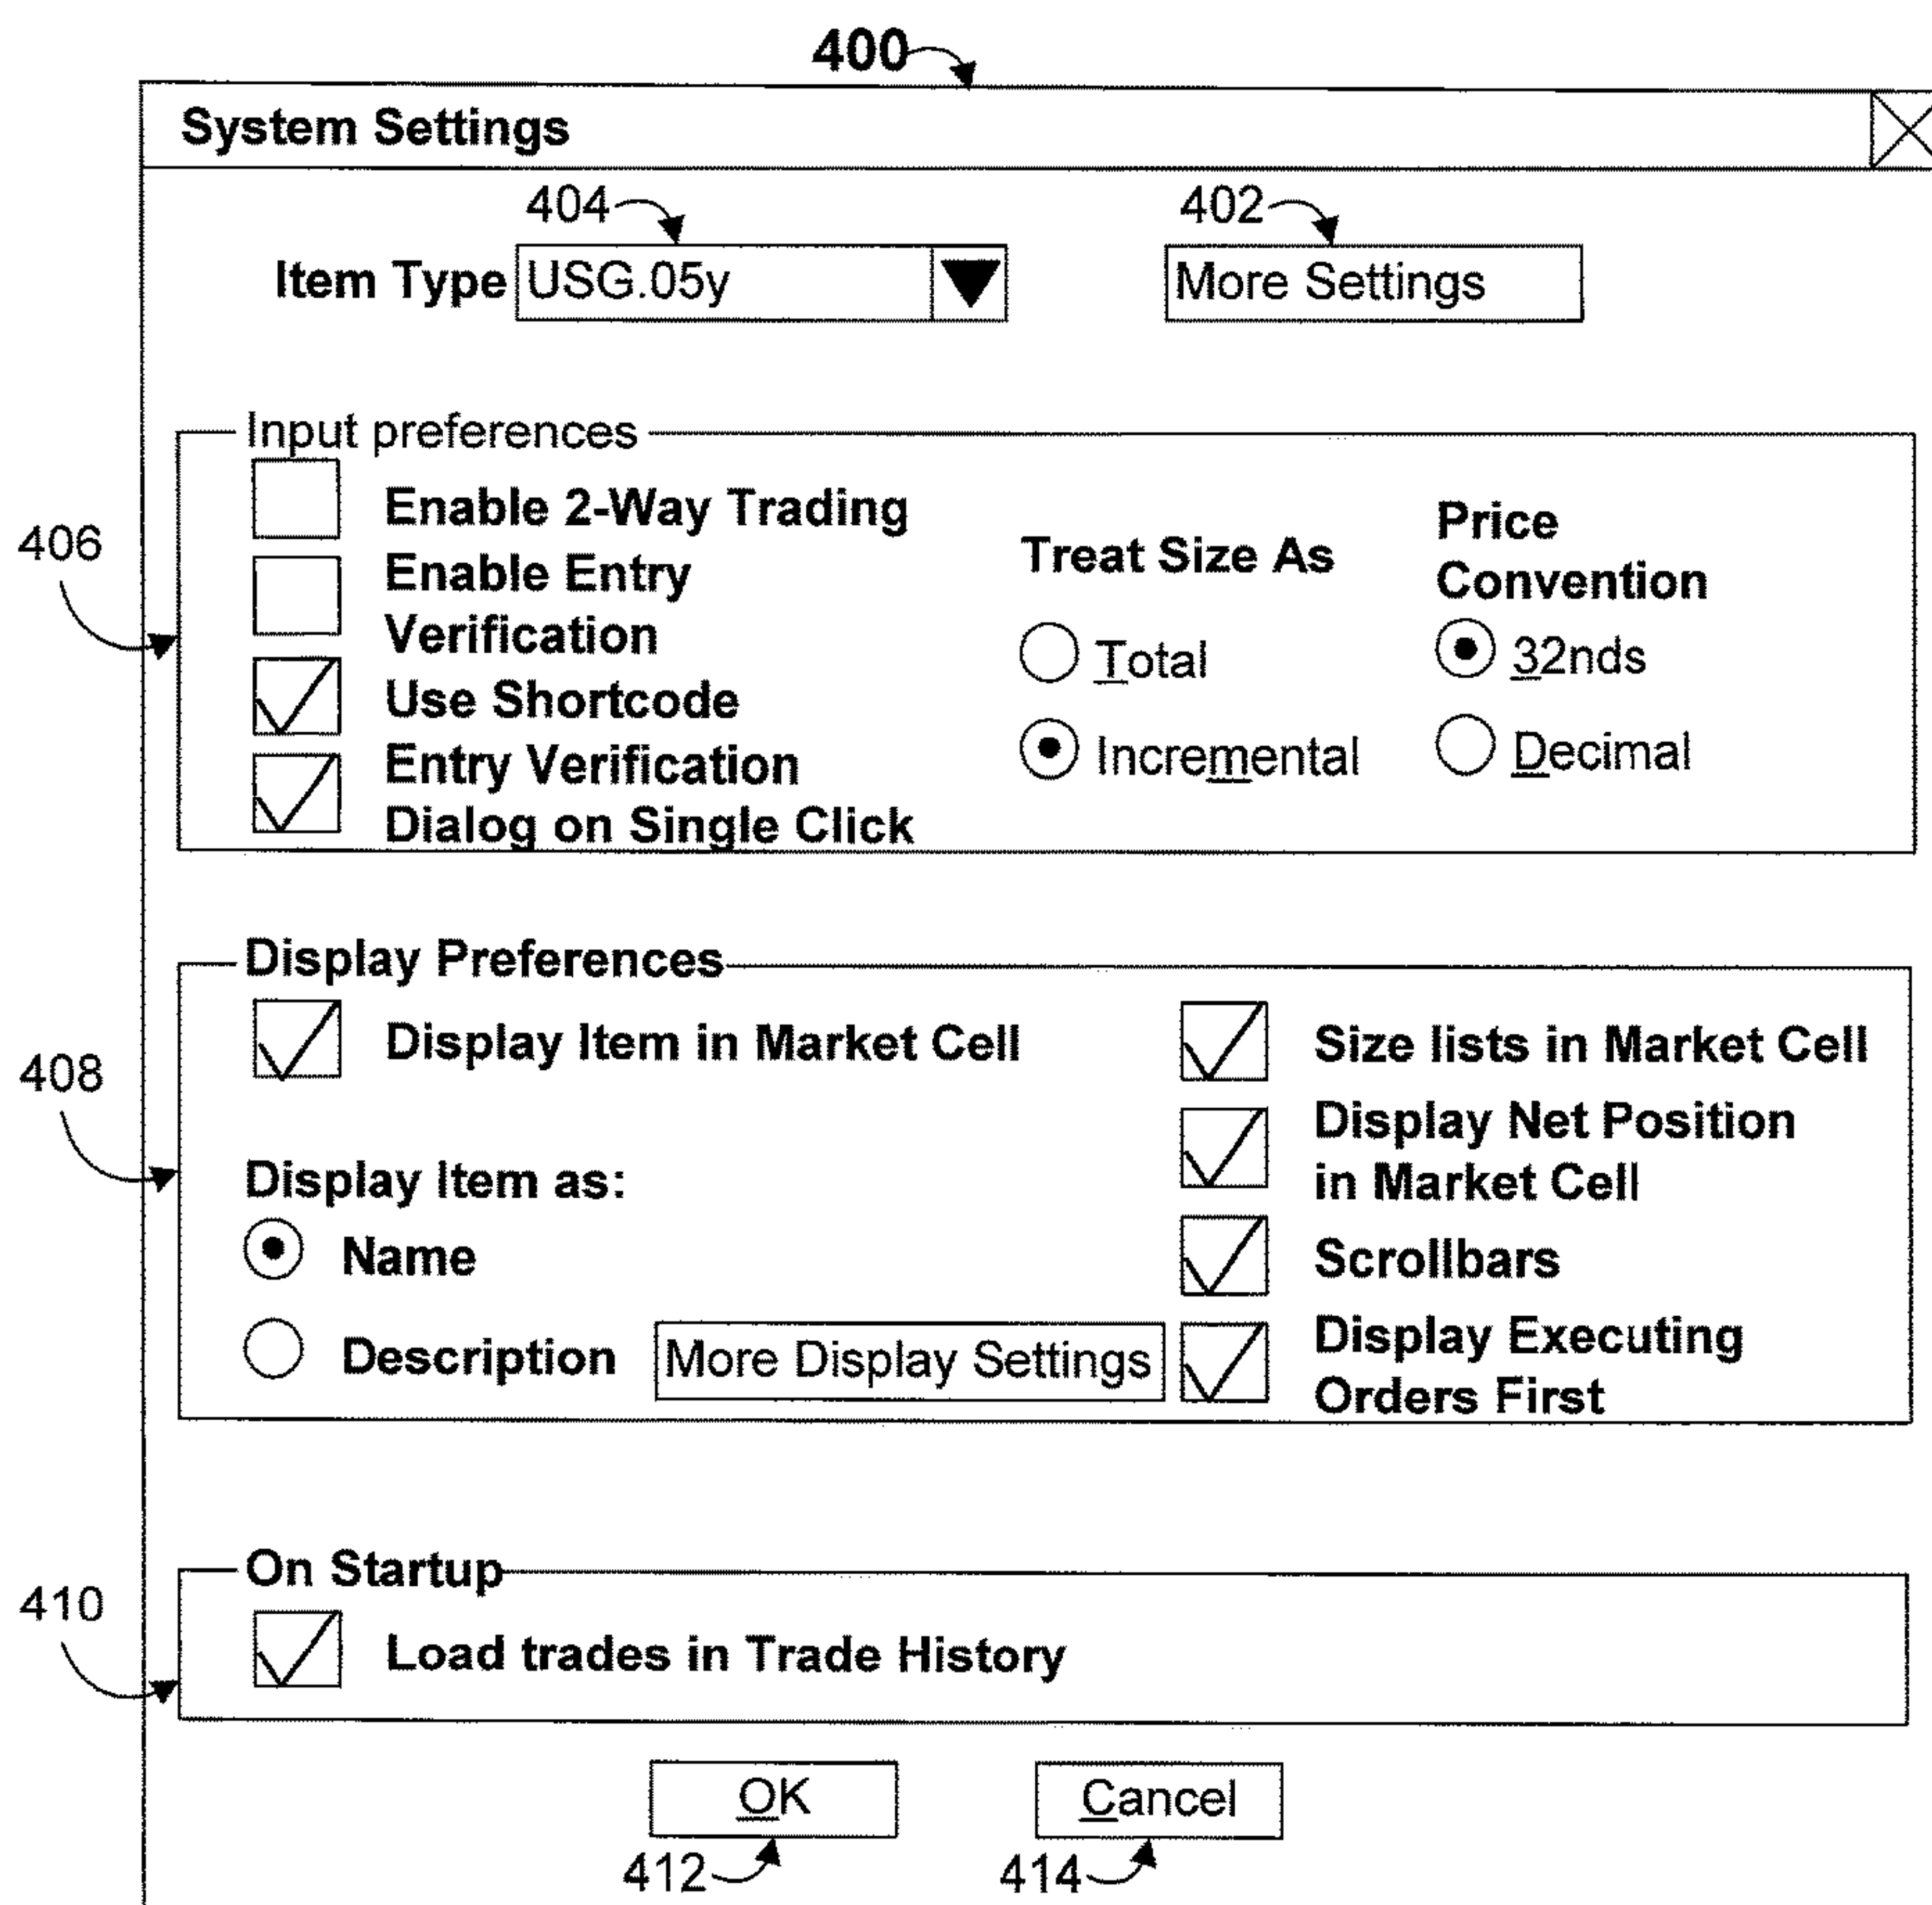 400
System Settings
404
402
Item Type USG.05y
More Settings
Input preferences
406
Enable 2-Way Trading
Enable Entry
Verification
Use Shortcode
Entry Verification
Dialog on Single Click
Treat Size As
Total
Incremental
Price
Convention
32nds
Decimal
Display Preferences
408
Display Item in Market Cell
Display Item as:
Name
Description
More Display Settings
Size lists in Market Cell
Display Net Position
in Market Cell
Scrollbars
Display Executing
Orders First
On Startup
410
Load trades in Trade History
OK
Cancel
412
414